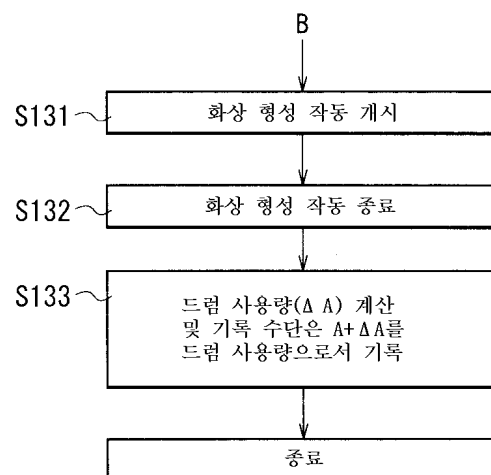 B
S131
화상 형성 작동 개시
S132
화상 형성 작동 종료
S133
드럼 사용량(Δ A) 계산
및 기록 수단은 A+ΔA를
드럼 사용량으로서 기록
종료